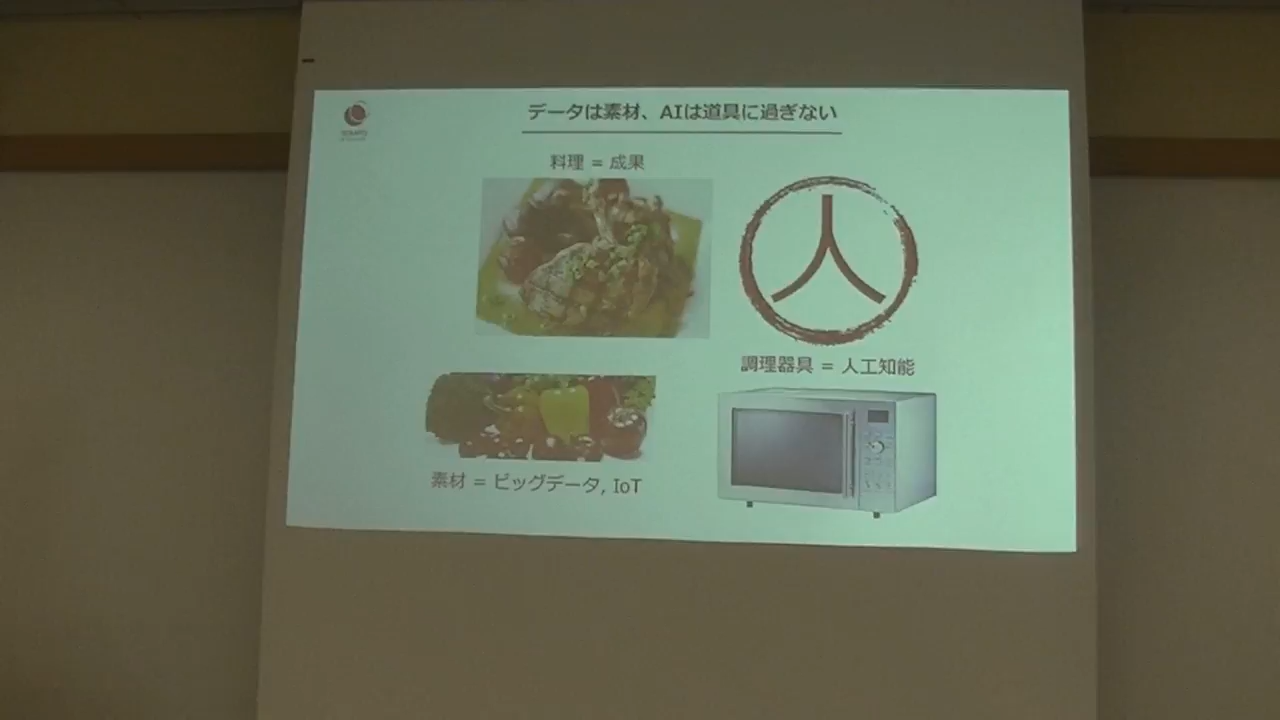 データは素材、AIは道具に過ぎない
料理 = 成果
人
調理器具 = 人工知能
素材 = ビッグデータ, IoT